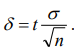 δ = t σ/√n .